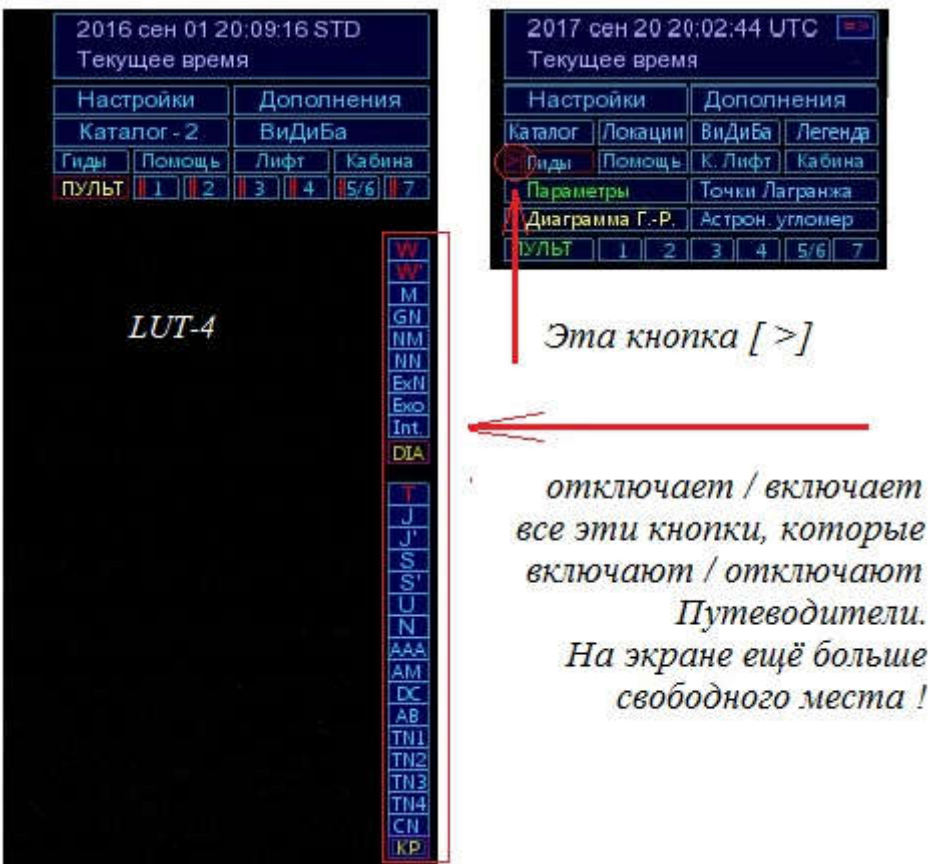 2016 сен 01 20:09:16 STD
Текущее время
Настройки Дополнения
Каталог - 2 ВиДиБа
Гиды Помощь Лифт Кабина
ПУЛЬТ 1 2 3 4 5/6 7
W
W'
M
GN
NM
NN
ExN
Exo
Int.
DIA
T
J
J'
S
S'
U
N
AAA
AM
DC
AB
TN1
TN2
TN3
TN4
CN
KP
LUT-4
2017 сен 20 20:02:44 UTC =>
Текущее время
Настройки Дополнения
Каталог Локации ВиДиБа Легенда
> Гиды Помощь К. Лифт Кабина
Параметры Точки Лагранжа
Диаграмма Г.-Р. Астрон. угломер
ПУЛЬТ 1 2 3 4 5/6 7
Эта кнопка [ >]
отключает / включает
все эти кнопки, которые
включают / отключают
Путеводители.
На экране ещё больше
свободного места !